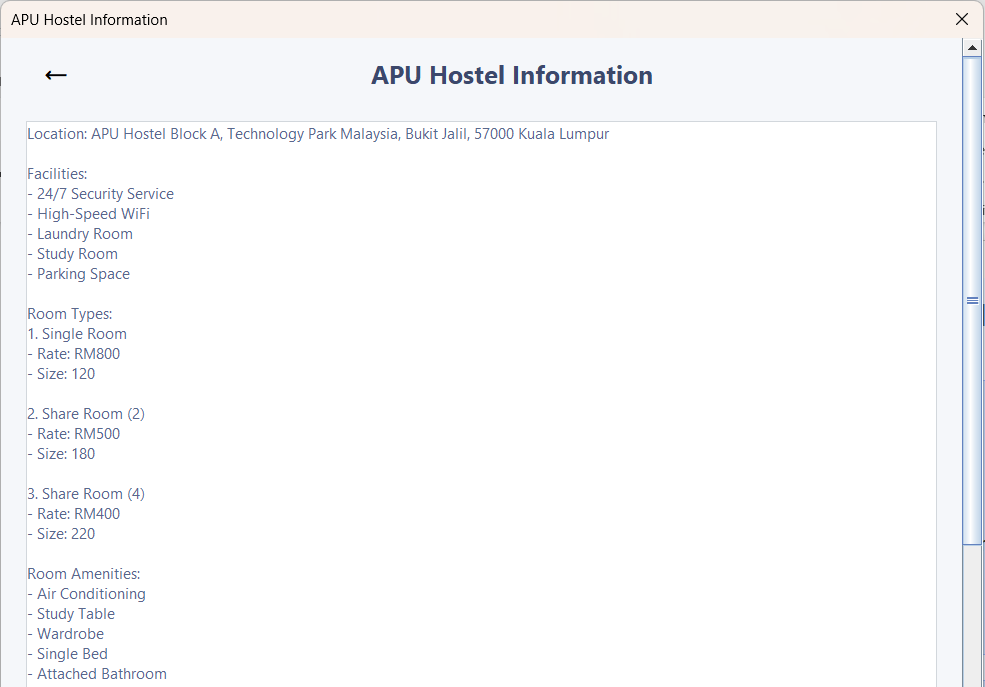 APU Hostel Information
APU Hostel Information
Location: APU Hostel Block A, Technology Park Malaysia, Bukit Jalil, 57000 Kuala Lumpur
Facilities:
- 24/7 Security Service
- High-Speed WiFi
- Laundry Room
- Study Room
- Parking Space
Room Types:
1. Single Room
- Rate: RM800
- Size: 120
2. Share Room (2)
- Rate: RM500
- Size: 180
3. Share Room (4)
- Rate: RM400
- Size: 220
Room Amenities:
- Air Conditioning
- Study Table
- Wardrobe
- Single Bed
- Attached Bathroom